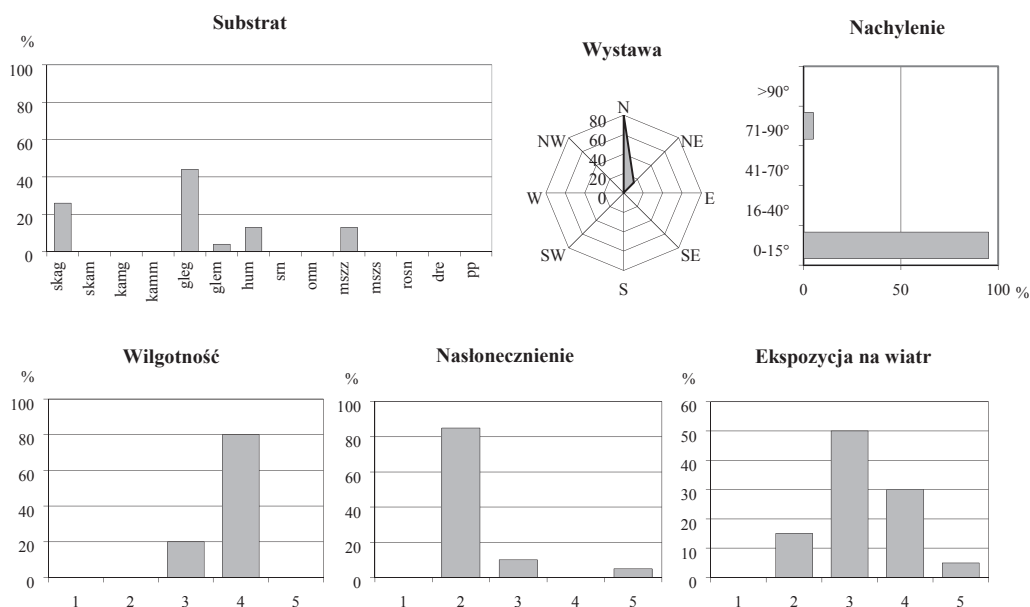 Substrat
%
100
80
60
40
20
0
skag
skam
kamg
kamm
gleg
glem
hum
srn
omn
mszz
mszs
rosn
dre
pp
Wystawa
N
NE
E
SE
S
SW
W
NW
80
60
40
20
0
Nachylenie
>90°
71-90°
41-70°
16-40°
0-15°
0 50 100 %
Wilgotność
%
100
80
60
40
20
0
1 2 3 4 5
Nasłonecznienie
%
100
80
60
40
20
0
1 2 3 4 5
Ekspozycja na wiatr
%
60
50
40
30
20
10
0
1 2 3 4 5